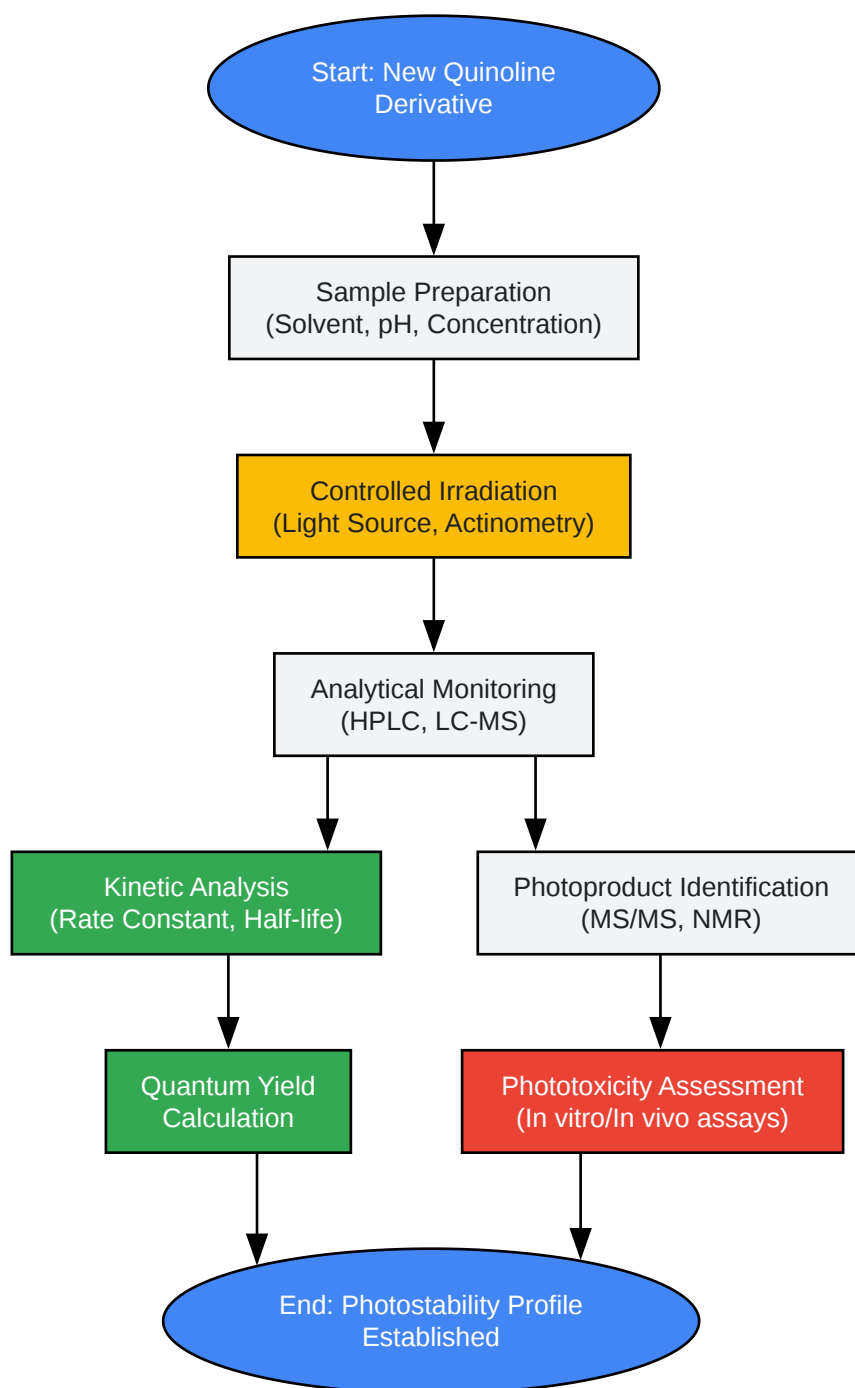 Start: New Quinoline
Derivative
Sample Preparation
(Solvent, pH, Concentration)
Controlled Irradiation
(Light Source, Actinometry)
Analytical Monitoring
(HPLC, LC-MS)
Kinetic Analysis
(Rate Constant, Half-life)
Photoproduct Identification
(MS/MS, NMR)
Quantum Yield
Calculation
Phototoxicity Assessment
(In vitro/In vivo assays)
End: Photostability Profile
Established